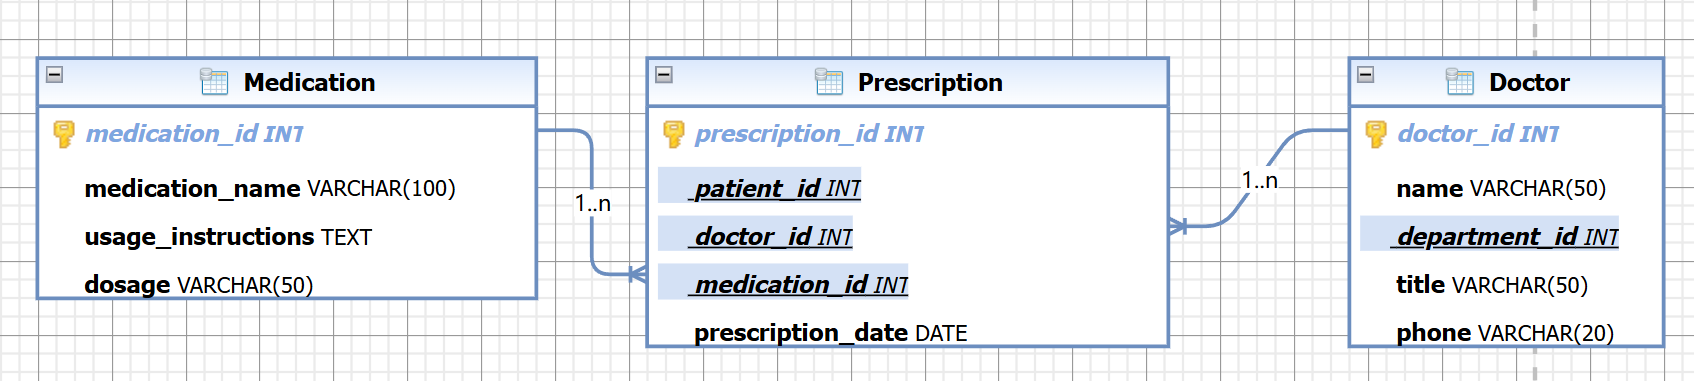 Medication
medication_id INT
medication_name VARCHAR(100)
usage_instructions TEXT
dosage VARCHAR(50)
1..n
Prescription
prescription_id INT
patient_id INT
doctor_id INT
medication_id INT
prescription_date DATE
1..n
Doctor
doctor_id INT
name VARCHAR(50)
department_id INT
title VARCHAR(50)
phone VARCHAR(20)